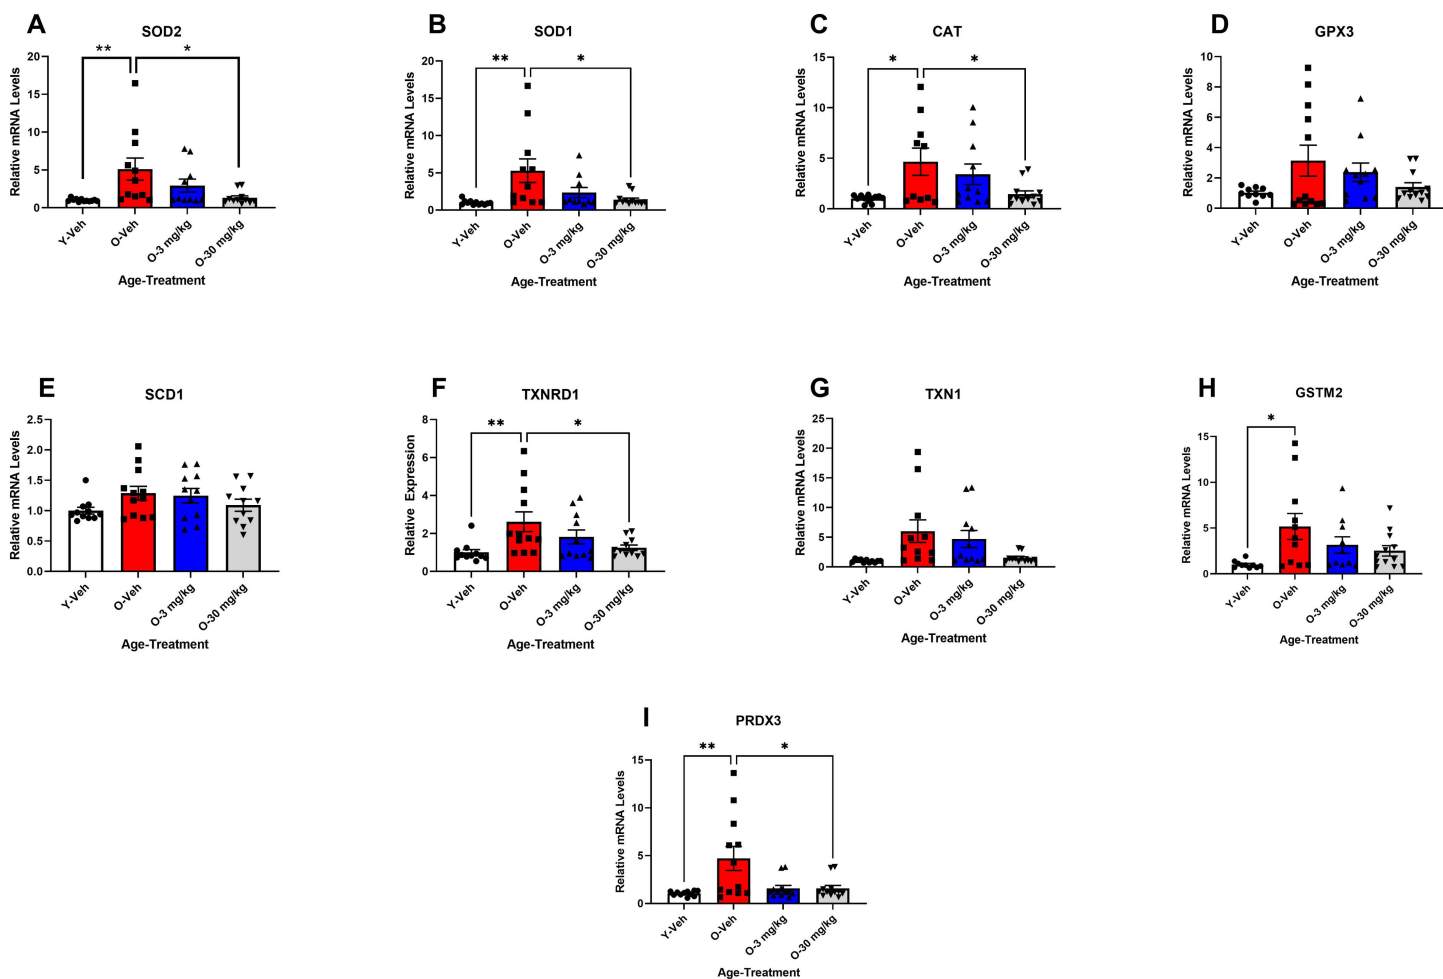 A
SOD2
** *
Relative mRNA Levels
20
15
10
5
0
Y-Veh
O-Veh
O-3 mg/kg
O-30 mg/kg
Age-Treatment
B
SOD1
** *
Relative mRNA Levels
20
15
10
5
0
Y-Veh
O-Veh
O-3 mg/kg
O-30 mg/kg
Age-Treatment
C
CAT
* *
Relative mRNA Levels
15
10
5
0
Y-Veh
O-Veh
O-3 mg/kg
O-30 mg/kg
Age-Treatment
D
GPX3
Relative mRNA Levels
10
8
6
4
2
0
Y-Veh
O-Veh
O-3 mg/kg
O-30 mg/kg
Age-Treatment
E
SCD1
Relative mRNA Levels
2.5
2.0
1.5
1.0
0.5
0.0
Y-Veh
O-Veh
O-3 mg/kg
O-30 mg/kg
Age-Treatment
F
TXNRD1
** *
Relative Expression
8
6
4
2
0
Y-Veh
O-Veh
O-3 mg/kg
O-30 mg/kg
Age-Treatment
G
TXN1
Relative mRNA Levels
25
20
15
10
5
0
Y-Veh
O-Veh
O-3 mg/kg
O-30 mg/kg
Age-Treatment
H
GSTM2
*
Relative mRNA Levels
15
10
5
0
Y-Veh
O-Veh
O-3 mg/kg
O-30 mg/kg
Age-Treatment
I
PRDX3
** *
Relative mRNA Levels
15
10
5
0
Y-Veh
O-Veh
O-3 mg/kg
O-30 mg/kg
Age-Treatment